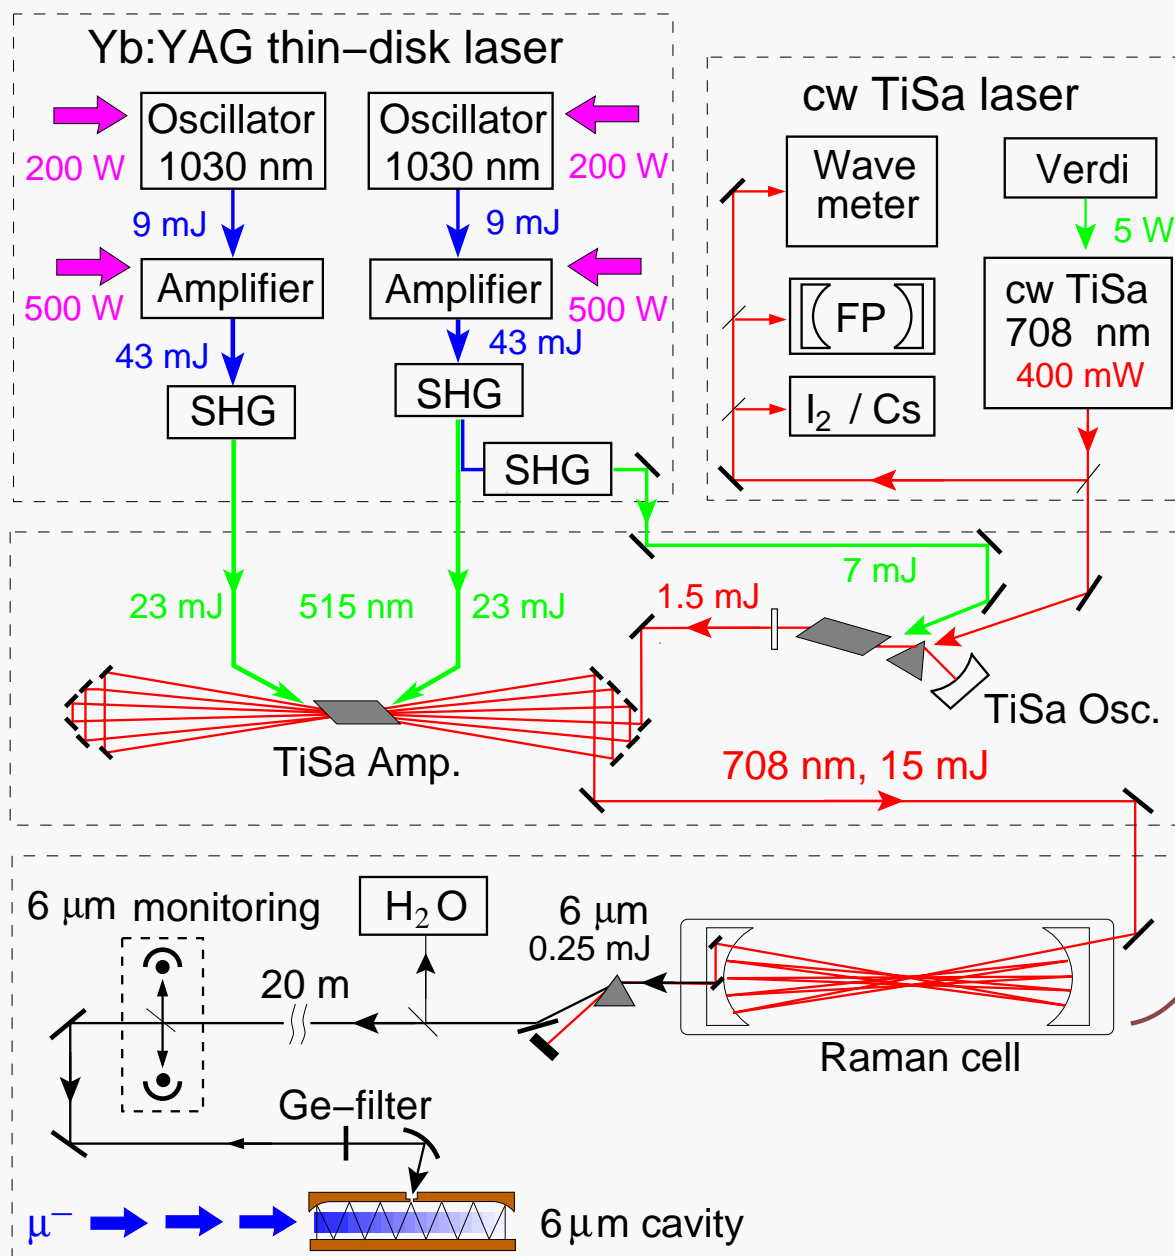 Yb:YAG thin–disk laser
Oscillator
1030 nm
Oscillator
1030 nm
200 W
200 W
9 mJ
9 mJ
Amplifier
Amplifier
500 W
500 W
43 mJ
43 mJ
SHG
SHG
SHG
cw TiSa laser
Wave
meter
Verdi
5 W
FP
cw TiSa
708 nm
400 mW
I₂ / Cs
23 mJ
515 nm
23 mJ
7 mJ
1.5 mJ
TiSa Osc.
TiSa Amp.
708 nm, 15 mJ
6 μm monitoring
H₂O
6 μm
0.25 mJ
20 m
Raman cell
Ge–filter
μ⁻
6 μm cavity